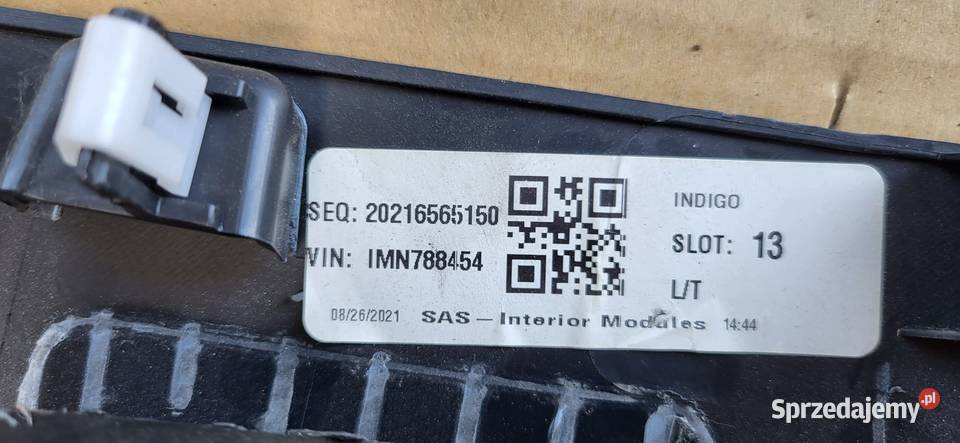 SEQ: 20216565150
VIN: IMN788454
INDIGO
SLOT: 13
L/T
08/26/2021 SAS – Interior Modules 14:44
Sprzedajemy.pl